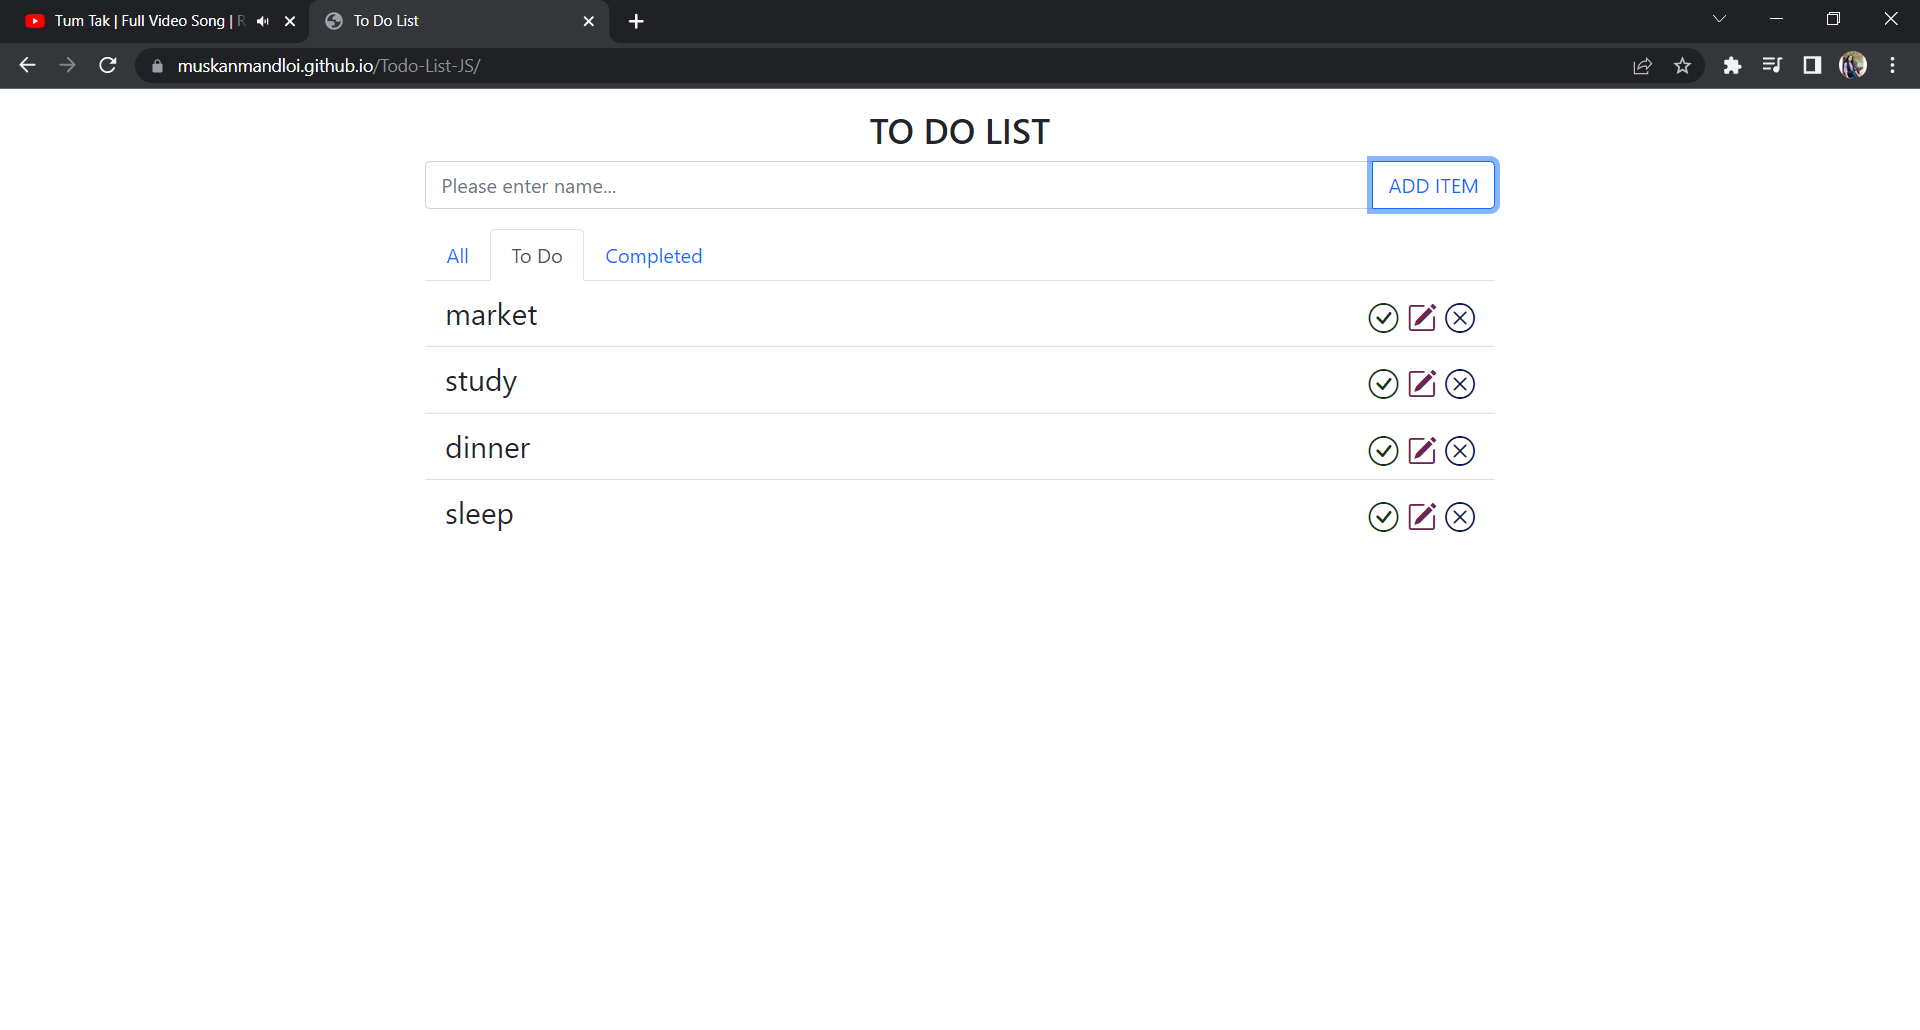 Tum Tak | Full Video Song |
To Do List
muskanmandloi.github.io/Todo-List-JS/
TO DO LIST
Please enter name...
ADD ITEM
All
To Do
Completed
market
study
dinner
sleep